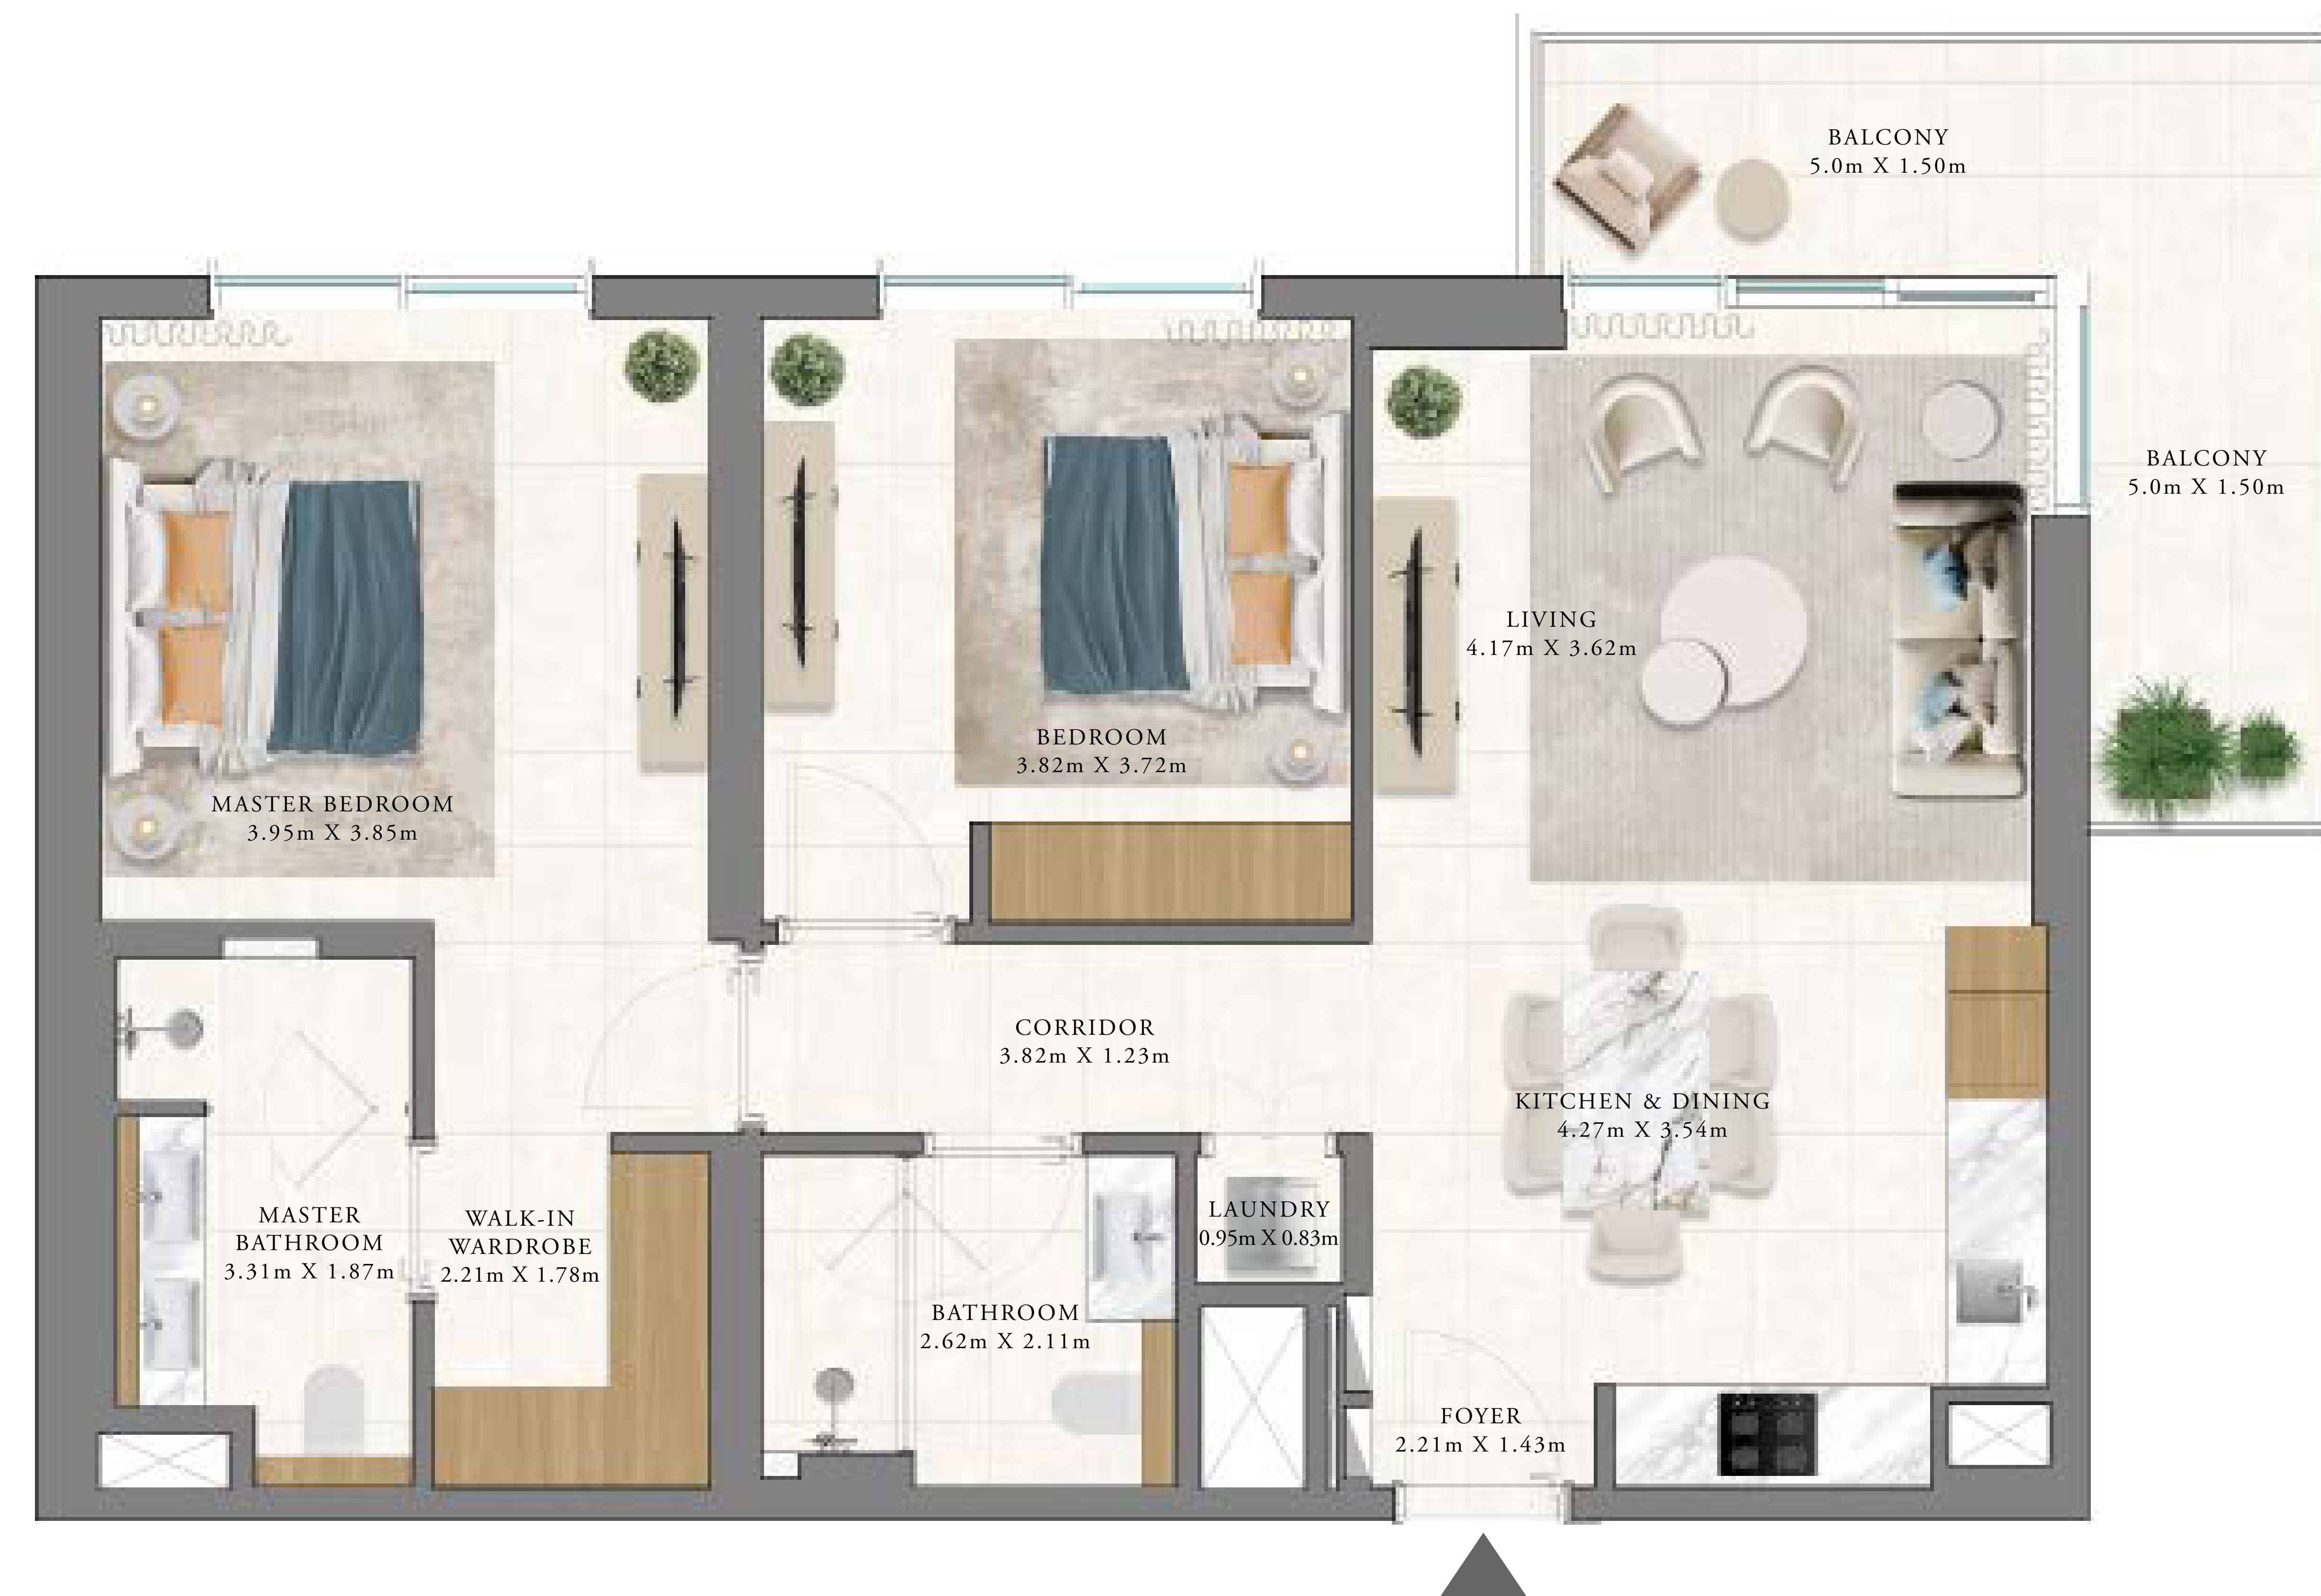 BALCONY
5.0m X 1.50m
BALCONY
5.0m X 1.50m
LIVING
4.17m X 3.62m
BEDROOM
3.82m X 3.72m
MASTER BEDROOM
3.95m X 3.85m
CORRIDOR
3.82m X 1.23m
KITCHEN & DINING
4.27m X 3.54m
MASTER
BATHROOM
3.31m X 1.87m
WALK-IN
WARDROBE
2.21m X 1.78m
LAUNDRY
0.95m X 0.83m
BATHROOM
2.62m X 2.11m
FOYER
2.21m X 1.43m